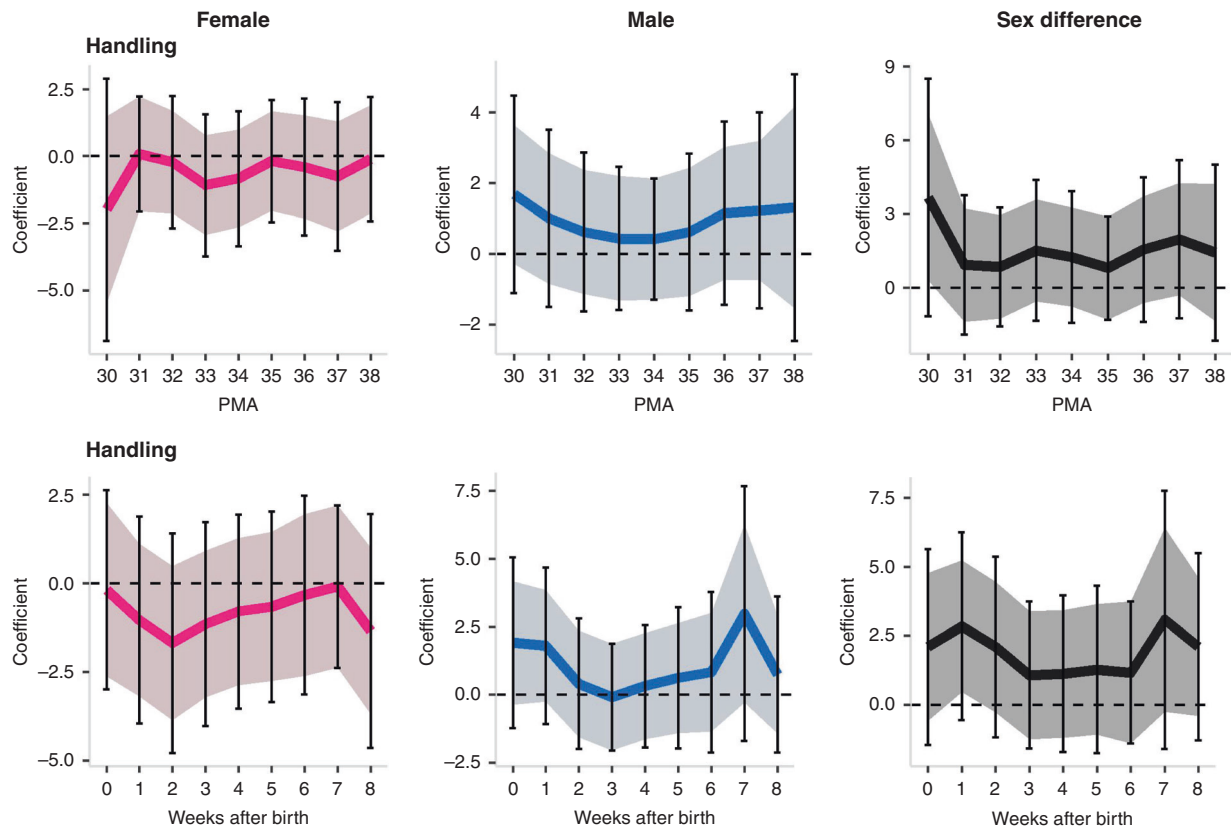 Female
Male
Sex difference
Handling
Coefficient
2.5
0.0
−2.5
−5.0
30 31 32 33 34 35 36 37 38
PMA
Coefficient
4
2
0
−2
30 31 32 33 34 35 36 37 38
PMA
Coefficient
9
6
3
0
30 31 32 33 34 35 36 37 38
PMA
Handling
Coefficient
2.5
0.0
−2.5
−5.0
0 1 2 3 4 5 6 7 8
Weeks after birth
Coefficient
7.5
5.0
2.5
0.0
−2.5
0 1 2 3 4 5 6 7 8
Weeks after birth
Coefficient
7.5
5.0
2.5
0.0
0 1 2 3 4 5 6 7 8
Weeks after birth